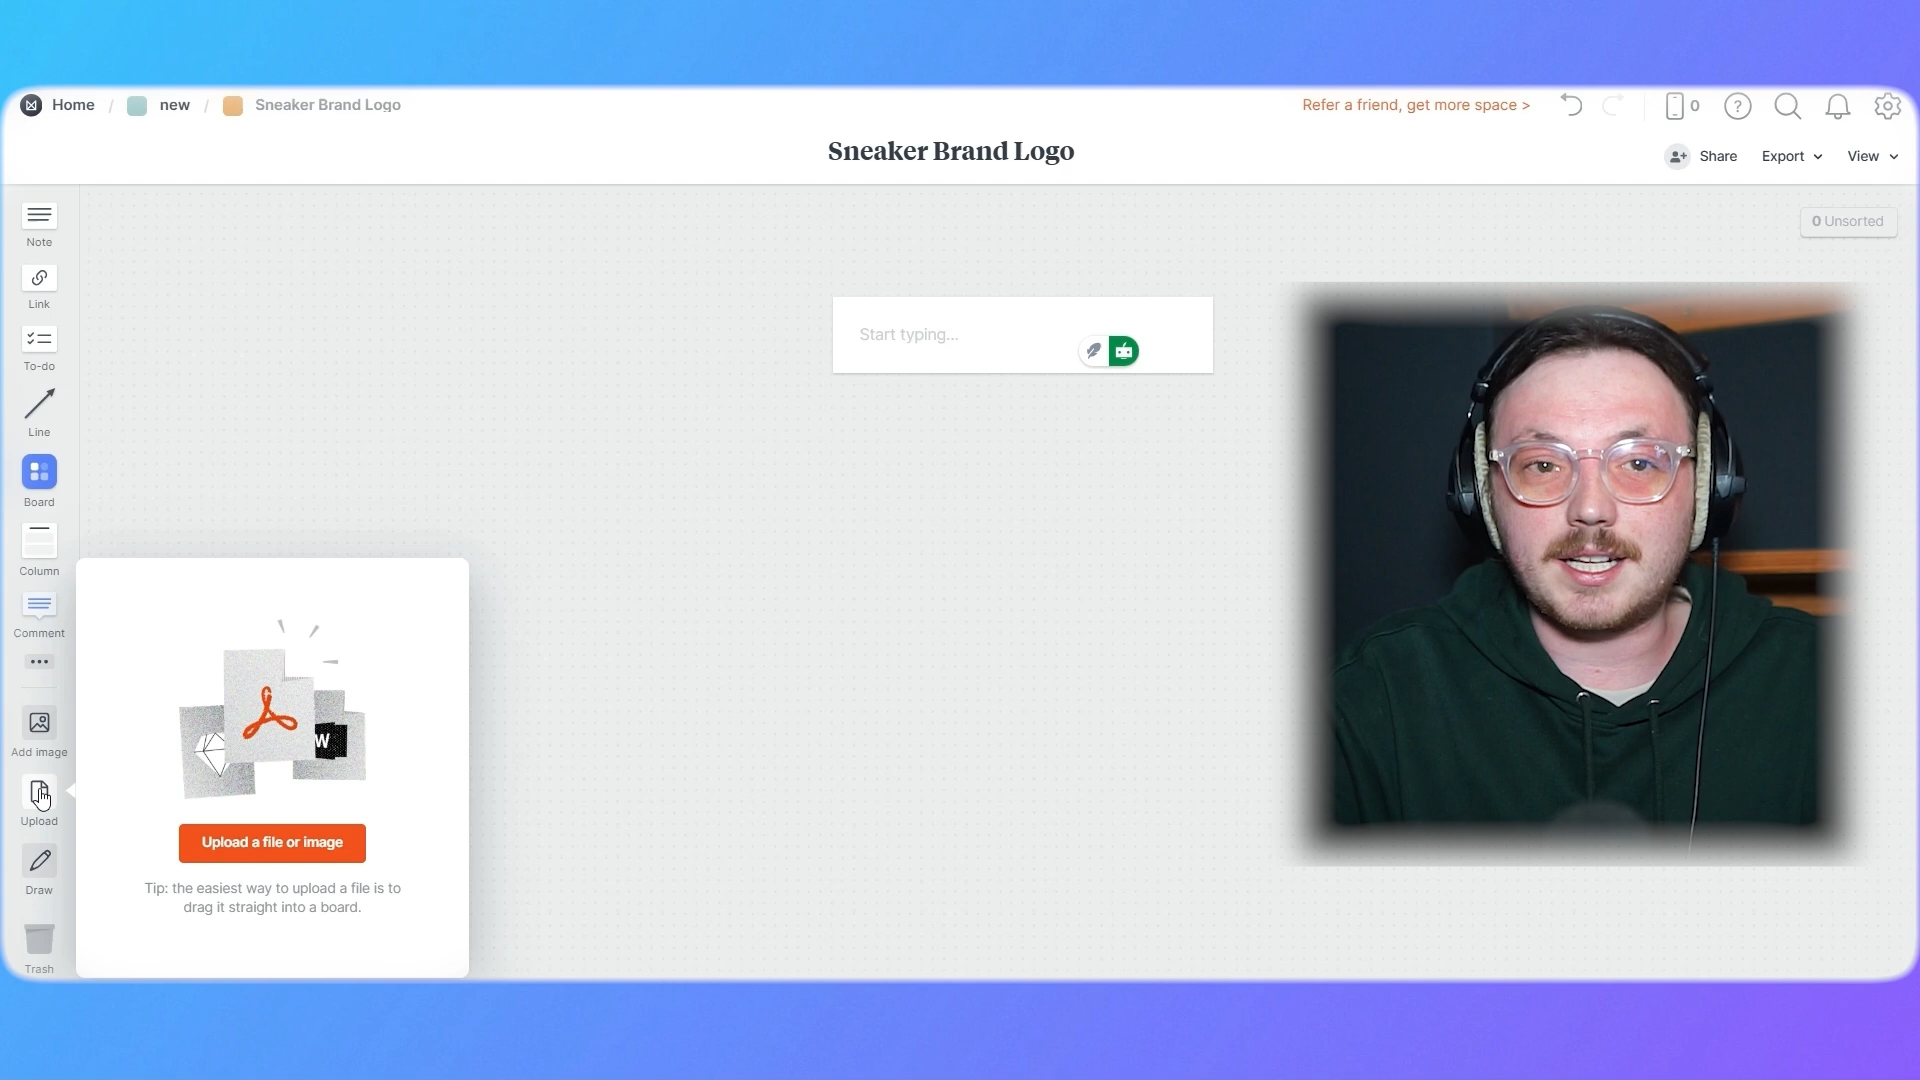 Home / new / Sneaker Brand Logo
Refer a friend, get more space >
0
?
Sneaker Brand Logo
Share
Export
View
Note
0 Unsorted
Link
Start typing...
To-do
Line
Board
Column
Comment
Add image
W
Upload
Upload a file or image
Tip: the easiest way to upload a file is to
drag it straight into a board.
Draw
Trash